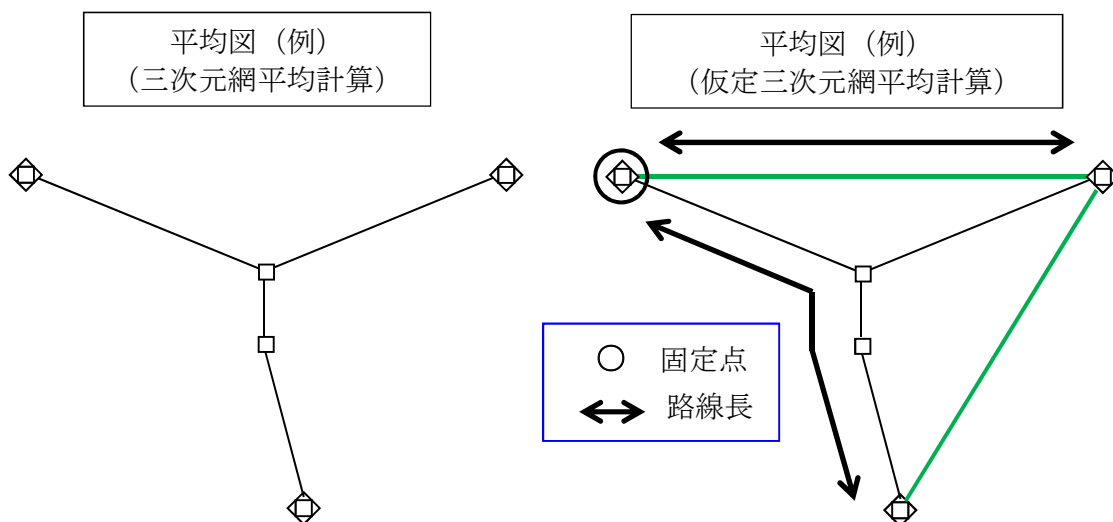 平均図（例）
（三次元網平均計算）
平均図（例）
（仮定三次元網平均計算）
固定点
路線長